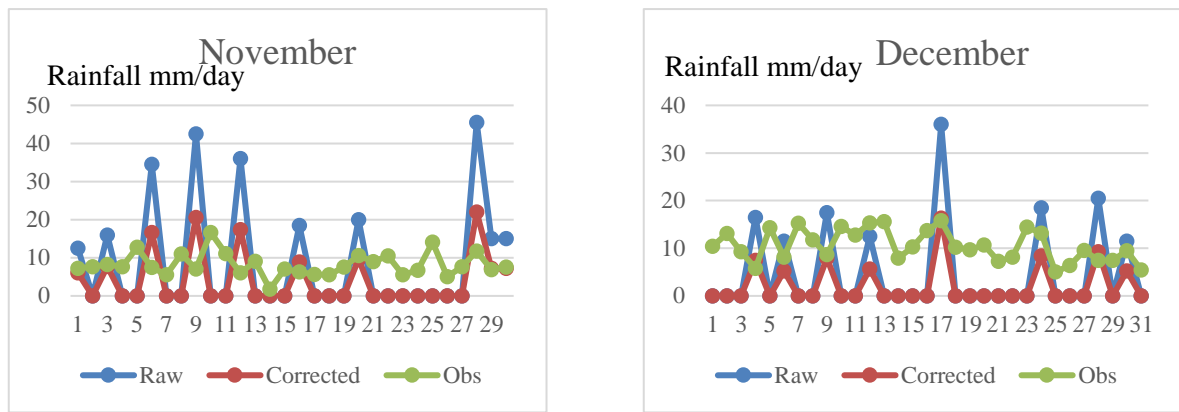 November
Rainfall mm/day
50
40
30
20
10
0
1 3 5 7 9 11 13 15 17 19 21 23 25 27 29
Raw Corrected Obs
December
Rainfall mm/day
40
30
20
10
0
1 3 5 7 9 11 13 15 17 19 21 23 25 27 29 31
Raw Corrected Obs